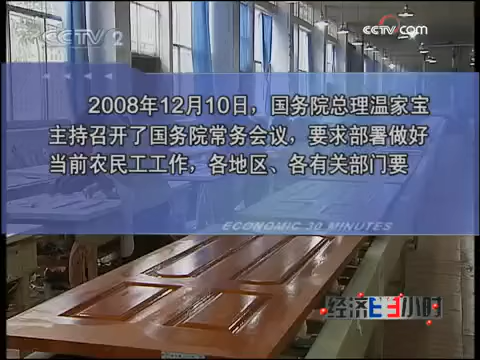 CCTV 2
cctv.com
2008年12月10日，国务院总理温家宝
主持召开了国务院常务会议，要求部署做好
当前农民工工作，各地区、各有关部门要
ECONOMIC 30 MINUTES
经济半小时